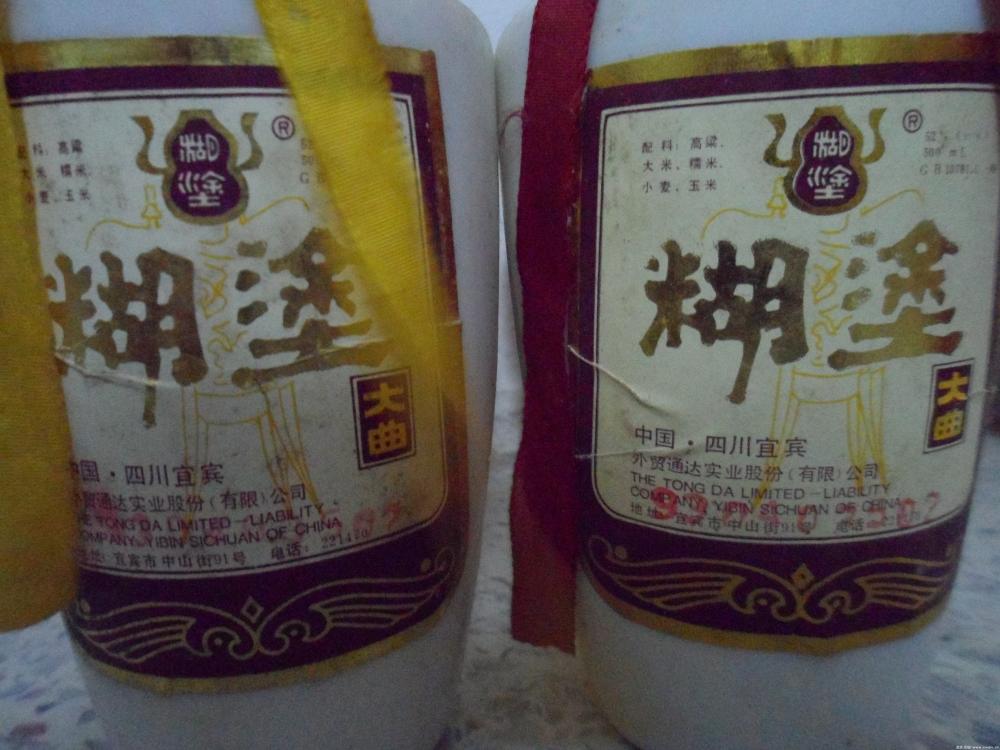 料：高粱
大米、糯米、
小麦、玉米
糊
塗
®
糊塗
大
曲
中国·四川宜宾
外贸通达实业股份(有限)公司
THE TONG DA LIMITED—LIABILITY
COMPANY. YIBIN SICHUAN OF CHINA
地址：宜宾市中山街91号 电话：
配料：高粱、
大米、糯米、
小麦、玉米
糊
塗
®
52%
500 mL
糊塗
大
曲
中国·四川宜宾
外贸通达实业股份(有限)公司
THE TONG DA LIMITED—LIABILITY
COMPANY. YIBIN SICHUAN OF CHINA
地址：宜宾市中山街91号 电话：